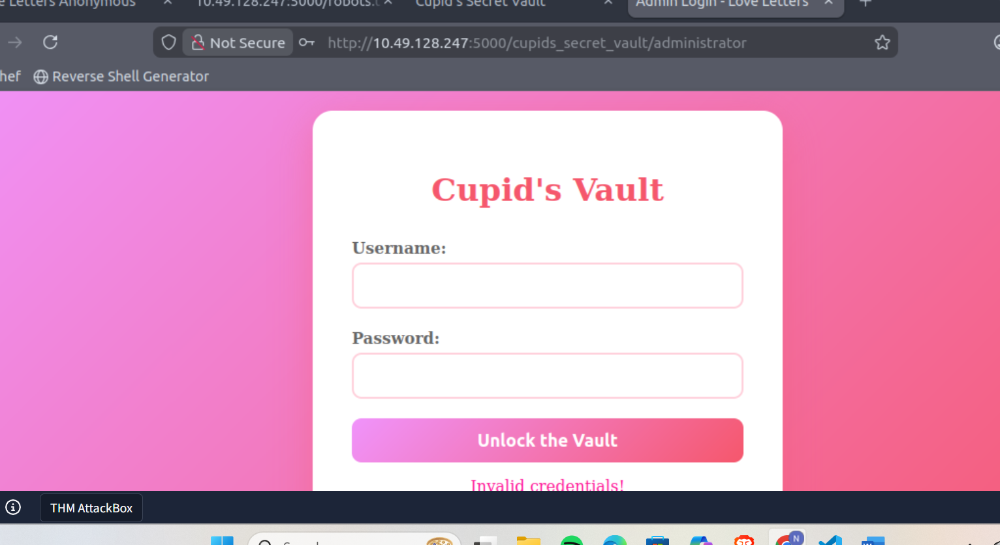 e Letters Anonymous
10.49.128.247:5000/robots.t
Cupid's Secret Vault
Admin Login - Love Letters
Not Secure
http://10.49.128.247:5000/cupids_secret_vault/administrator
hef
Reverse Shell Generator
Cupid's Vault
Username:
Password:
Unlock the Vault
Invalid credentials!
THM AttackBox
N